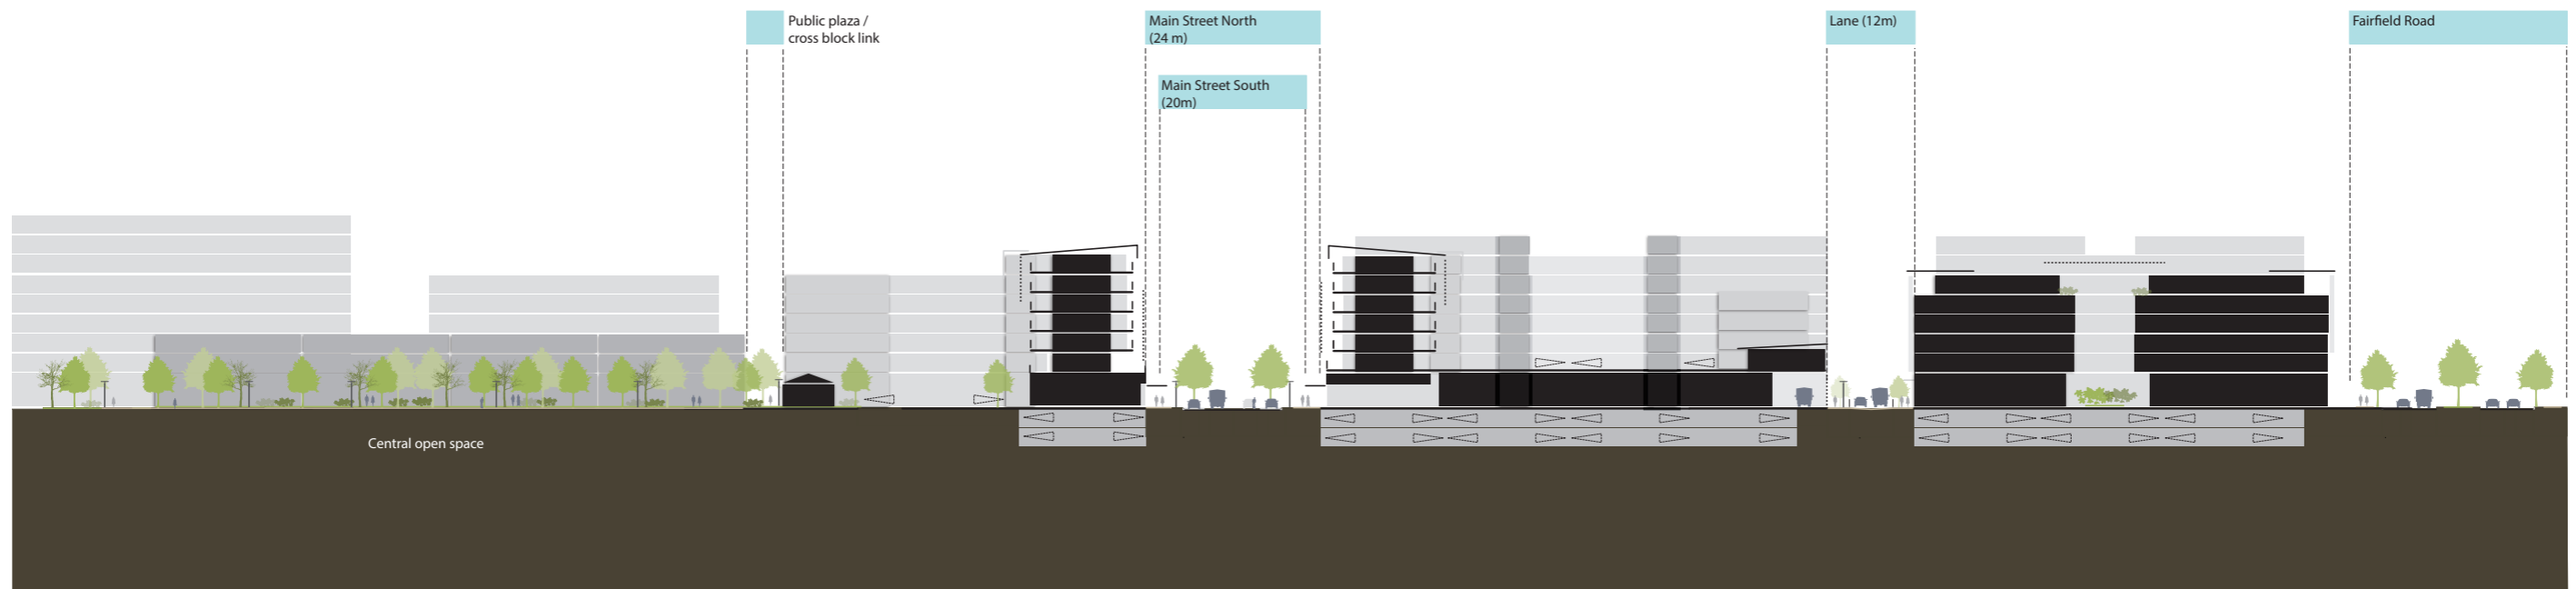 Public plaza /
cross block link
Main Street North
(24 m)
Main Street South
(20m)
Lane (12m)
Fairfield Road
Central open space